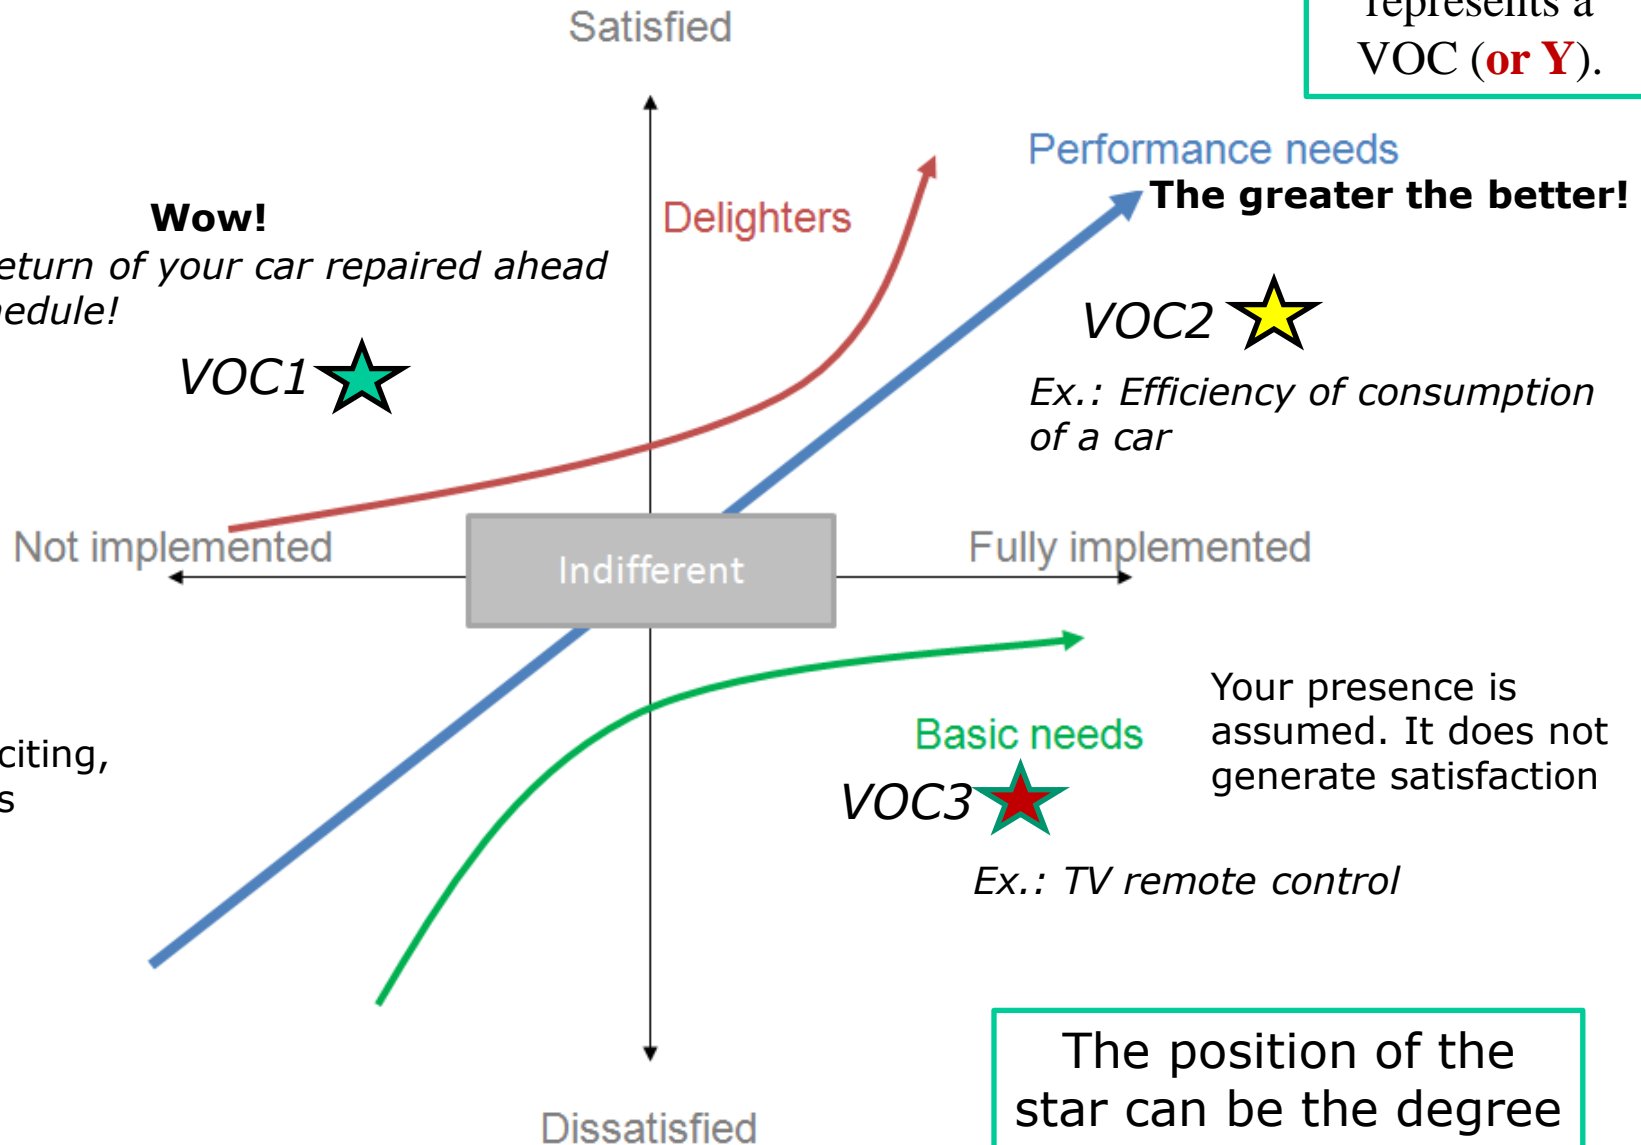 represents a
VOC (or Y).
Satisfied
Performance needs
The greater the better!
Wow!
Delighters
eturn of your car repaired ahead
edule!
VOC1
VOC2
Ex.: Efficiency of consumption
of a car
Not implemented
Fully implemented
Indifferent
citing,
s
Your presence is
assumed. It does not
generate satisfaction
Basic needs
VOC3
Ex.: TV remote control
The position of the
star can be the degree
Dissatisfied